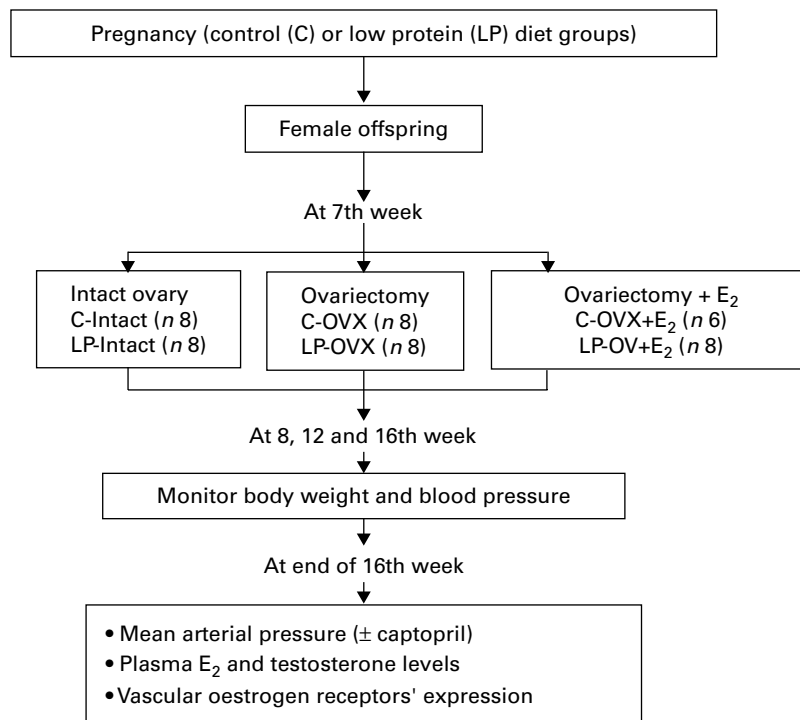 Pregnancy (control (C) or low protein (LP) diet groups)
Female offspring
At 7th week
Intact ovary
C-Intact (n 8)
LP-Intact (n 8)
Ovariectomy
C-OVX (n 8)
LP-OVX (n 8)
Ovariectomy + E₂
C-OVX+E₂ (n 6)
LP-OV+E₂ (n 8)
At 8, 12 and 16th week
Monitor body weight and blood pressure
At end of 16th week
• Mean arterial pressure (± captopril)
• Plasma E₂ and testosterone levels
• Vascular oestrogen receptors' expression